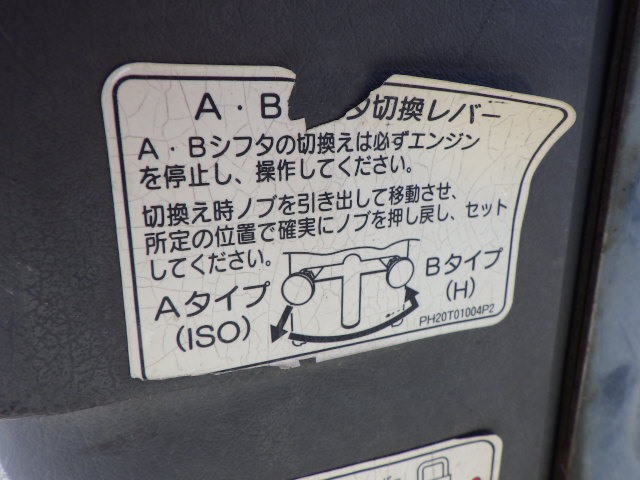 A・B タ切換レバー
A・Bシフタの切換えは必ずエンジン
を停止し、操作してください。
切換え時ノブを引き出して移動させ、
所定の位置で確実にノブを押し戻し、セット
してください。
Aタイプ
(ISO)
Bタイプ
(H)
PH20T01004P2